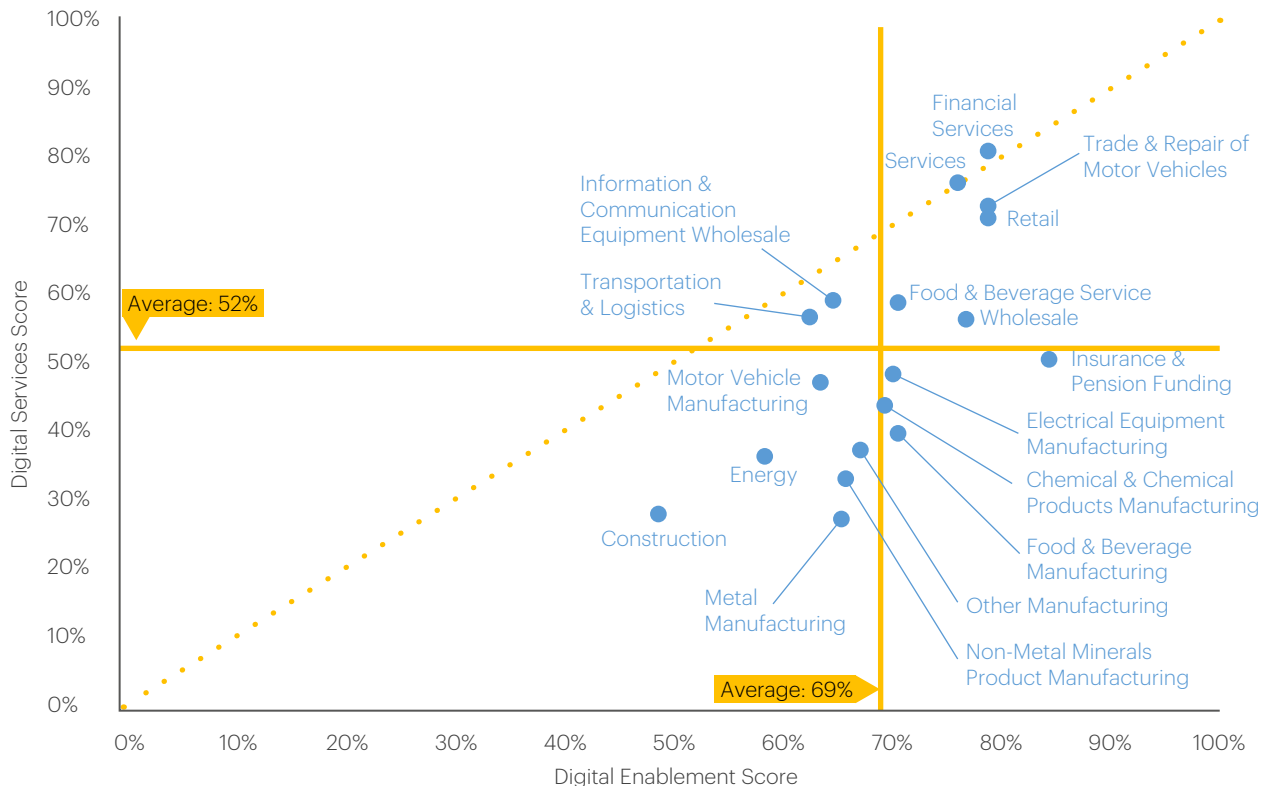 100%
90%
80%
70%
60%
50%
40%
30%
20%
10%
0%
Digital Services Score
Average: 52%
Financial
Services
Services
Trade & Repair of
Motor Vehicles
Retail
Information &
Communication
Equipment Wholesale
Transportation
& Logistics
Food & Beverage Service
Wholesale
Insurance &
Pension Funding
Motor Vehicle
Manufacturing
Electrical Equipment
Manufacturing
Energy
Chemical & Chemical
Products Manufacturing
Construction
Food & Beverage
Manufacturing
Metal
Manufacturing
Other Manufacturing
Non-Metal Minerals
Product Manufacturing
Average: 69%
0%
10%
20%
30%
40%
50%
60%
70%
80%
90%
100%
Digital Enablement Score